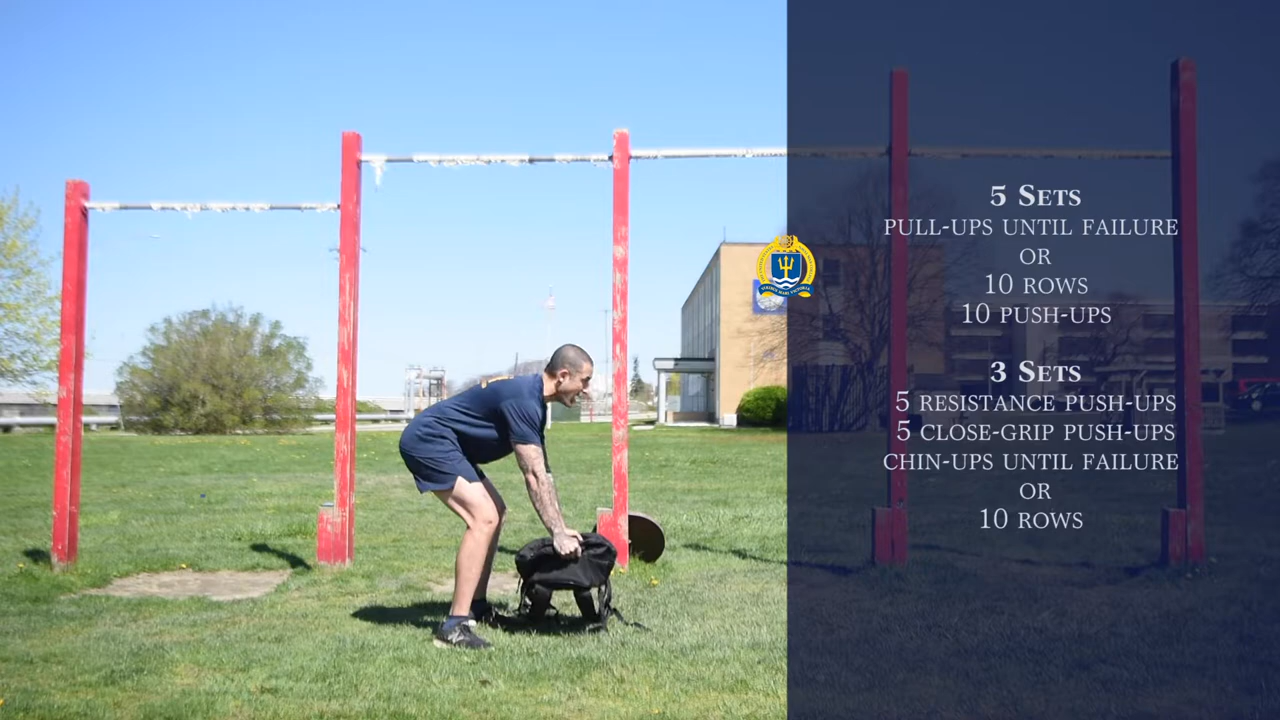 5 SETS
PULL-UPS UNTIL FAILURE
OR
10 ROWS
10 PUSH-UPS
3 SETS
5 RESISTANCE PUSH-UPS
5 CLOSE-GRIP PUSH-UPS
CHIN-UPS UNTIL FAILURE
OR
10 ROWS